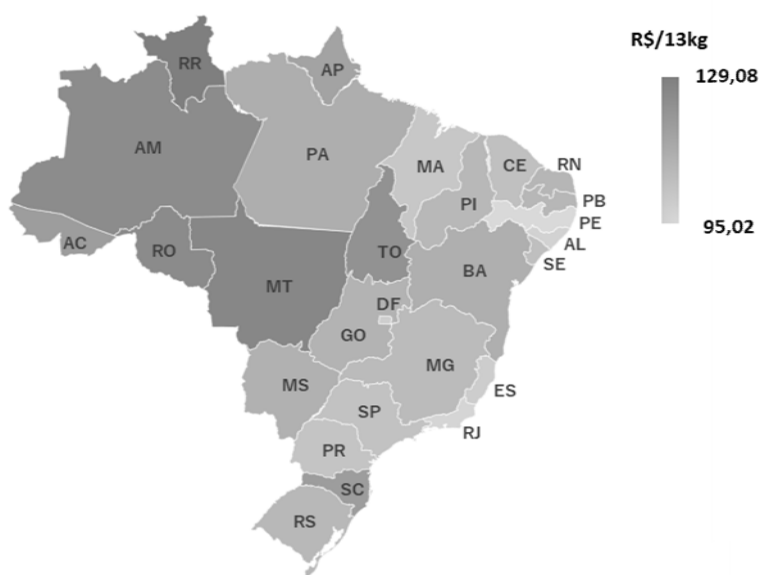 R$/13kg
129,08
95,02
RR
AP
AM
PA
MA
CE
RN
PI
PB
PE
AL
SE
AC
RO
TO
BA
MT
DF
GO
MG
MS
ES
SP
RJ
PR
SC
RS